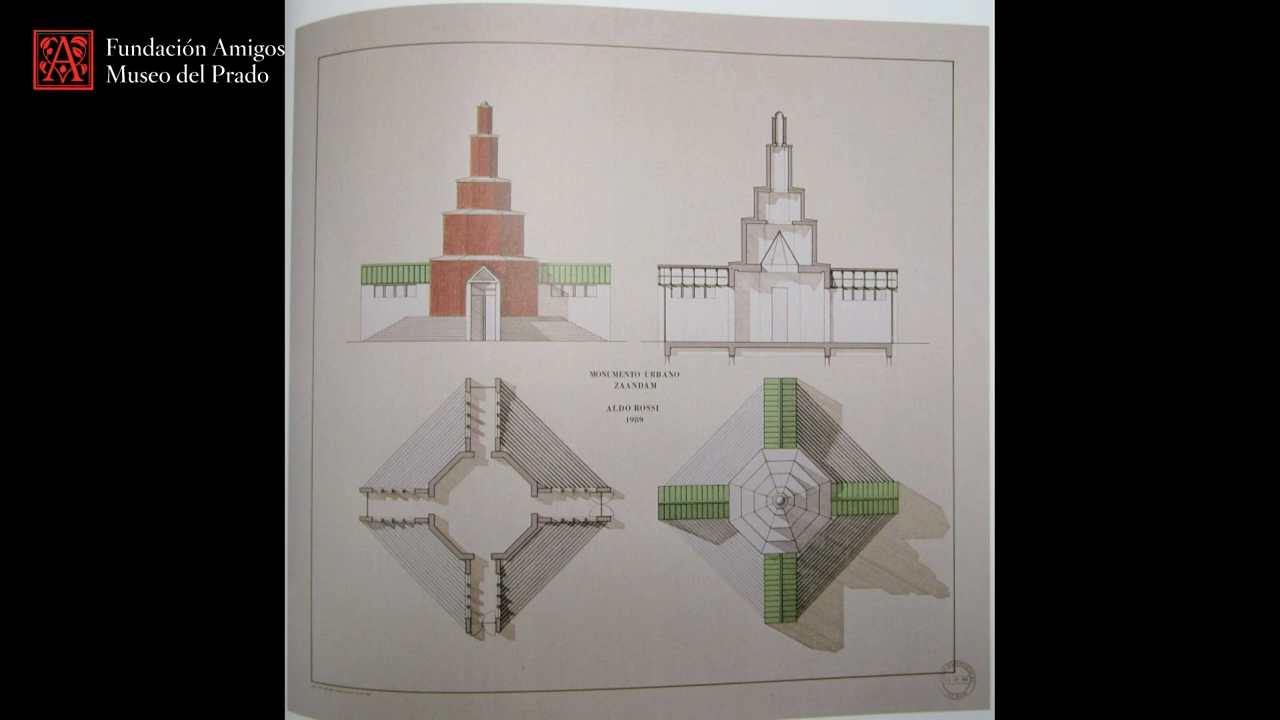 Fundación Amigos
Museo del Prado
MONUMENTO URBANO
ZAANDAM
ALDO ROSSI
1989